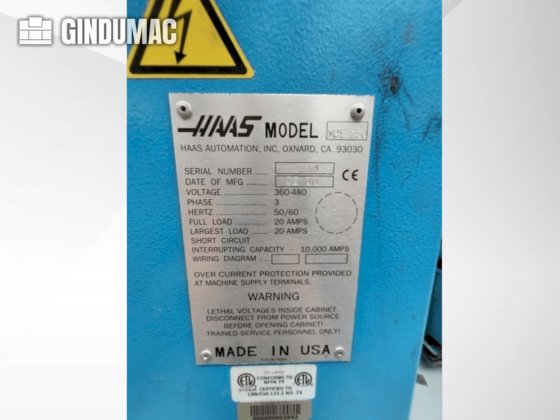 GINDUMAC
HAAS MODEL
HAAS AUTOMATION, INC, OXNARD, CA. 93030
SERIAL NUMBER .....
DATE OF MFG ........
CE
VOLTAGE ............. 360-480
PHASE .................. 3
HERTZ .................. 50/60
FULL LOAD .......... 20 AMPS
LARGEST LOAD .... 20 AMPS
SHORT CIRCUIT
INTERRUPTING CAPACITY - 10,000 AMPS
WIRING DIAGRAM ....
OVER CURRENT PROTECTION PROVIDED
AT MACHINE SUPPLY TERMINALS.
WARNING
LETHAL VOLTAGES INSIDE CABINET,
DISCONNECT FROM POWER SOURCE
BEFORE OPENING CABINET!
TRAINED SERVICE PERSONNEL ONLY!
MADE IN USA
CONFORMS TO
NFPA 79
CERTIFIED TO
CAN/CSA C22.2 NO. 73